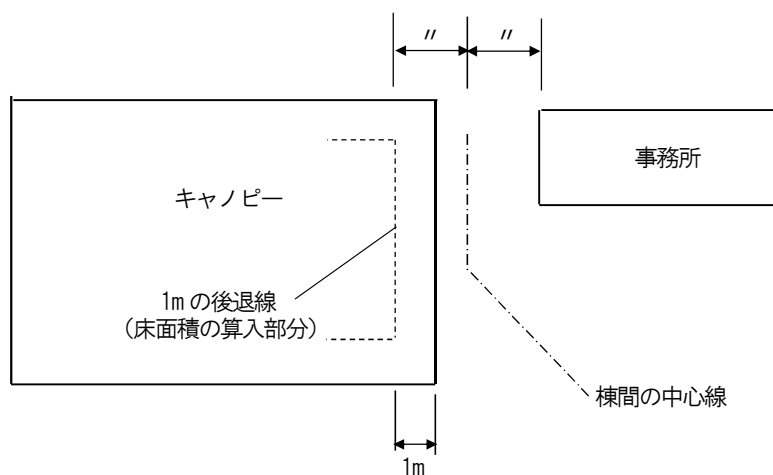 〃 〃
事務所
キャノピー
1mの後退線
（床面積の算入部分）
棟間の中心線
1m